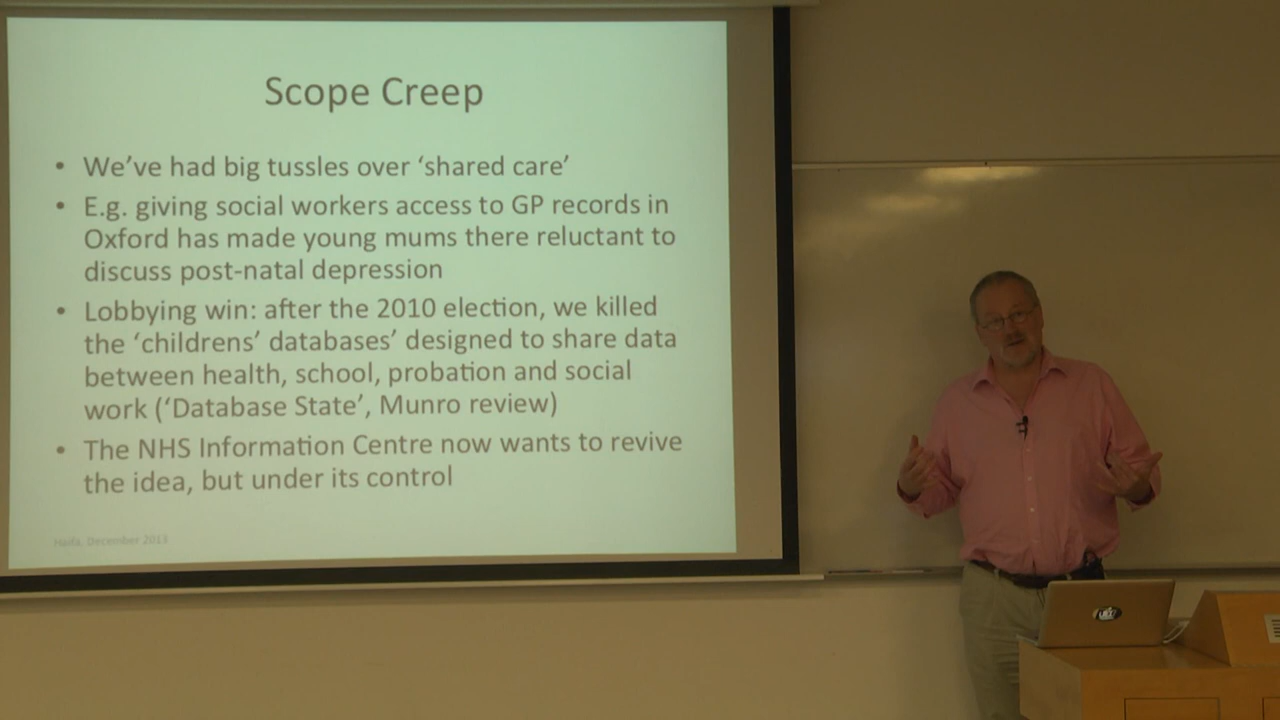 Scope Creep
• We've had big tussles over 'shared care'
• E.g. giving social workers access to GP records in
Oxford has made young mums there reluctant to
discuss post-natal depression
• Lobbying win: after the 2010 election, we killed
the 'childrens' databases' designed to share data
between health, school, probation and social
work ('Database State', Munro review)
• The NHS Information Centre now wants to revive
the idea, but under its control
Haifa, December 2013